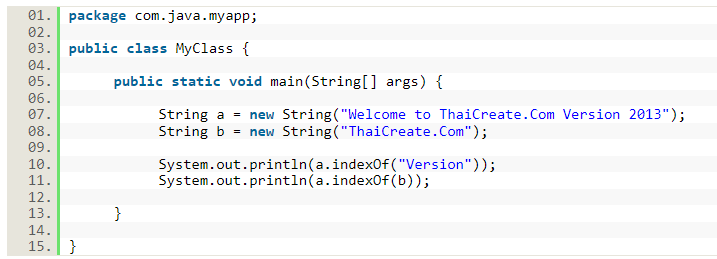 01. package com.java.myapp;
02.
03. public class MyClass {
04.
05. public static void main(String[] args) {
06.
07. String a = new String("Welcome to ThaiCreate.Com Version 2013");
08. String b = new String("ThaiCreate.Com");
09.
10. System.out.println(a.indexOf("Version"));
11. System.out.println(a.indexOf(b));
12.
13. }
14.
15. }